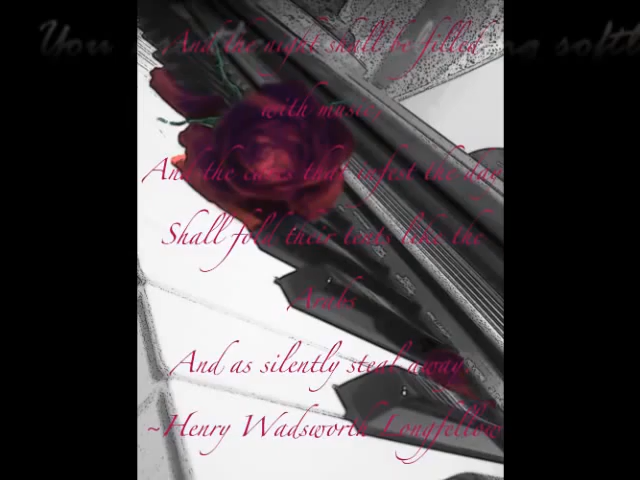 You
And the night shall be filled
with music,
And the cares that infest the day
Shall fold their tents like the
Arabs
And as silently steal away.
~Henry Wadsworth Longfellow